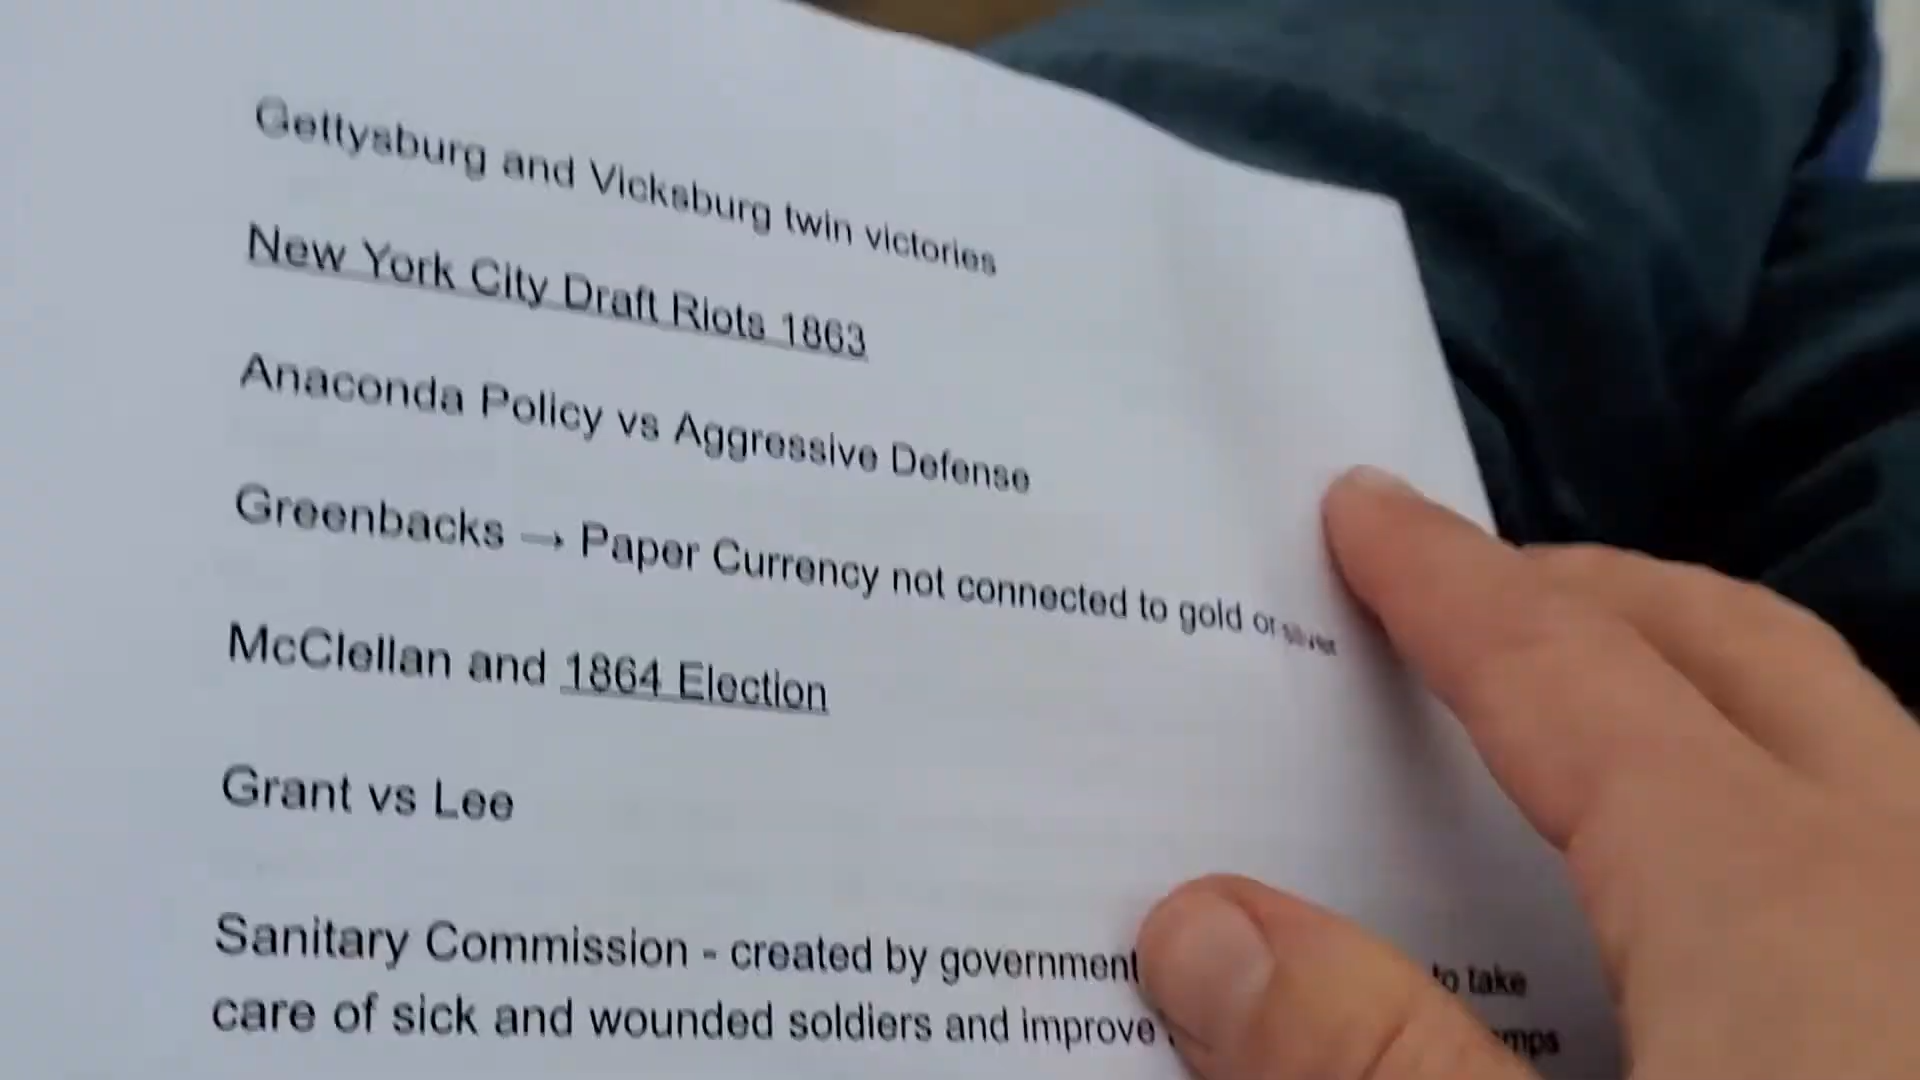 Gettysburg and Vicksburg twin victories
New York City Draft Riots 1863
Anaconda Policy vs Aggressive Defense
Greenbacks → Paper Currency not connected to gold or silver
McClellan and 1864 Election
Grant vs Lee
Sanitary Commission - created by government to take
care of sick and wounded soldiers and improve